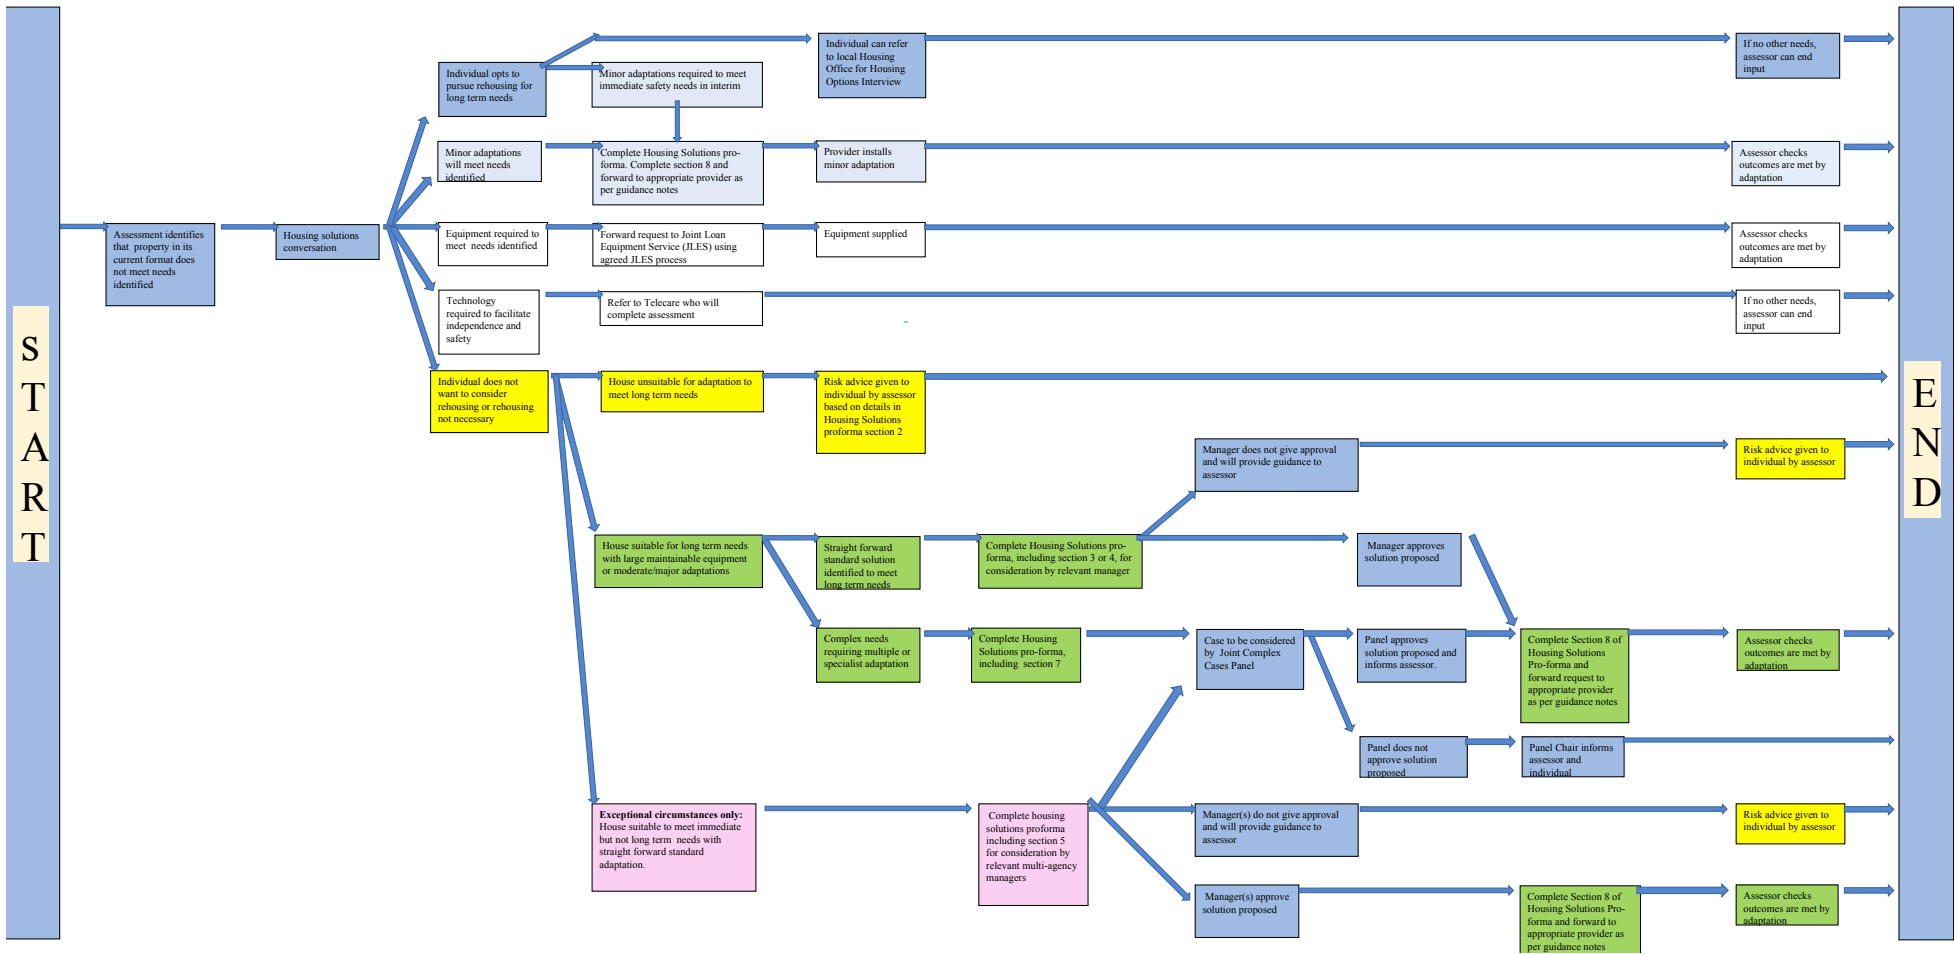 S
T
A
R
T
Assessment identifies
that property in its
current format does
not meet needs
identified
Housing solutions
conversation
Individual opts to
pursue rehousing for
long term needs
Minor adaptations required to meet
immediate safety needs in interim
Individual can refer
to local Housing
Office for Housing
Options Interview
If no other needs,
assessor can end
input
Minor adaptations
will meet needs
identified
Complete Housing Solutions pro-
forma. Complete section 8 and
forward to appropriate provider as
per guidance notes
Provider installs
minor adaptation
Assessor checks
outcomes are met by
adaptation
Equipment required to
meet needs identified
Forward request to Joint Loan
Equipment Service (JLES) using
agreed JLES process
Equipment supplied
Assessor checks
outcomes are met by
adaptation
Technology
required to facilitate
independence and
safety
Refer to Telecare who will
complete assessment
If no other needs,
assessor can end
input
Individual does not
want to consider
rehousing or rehousing
not necessary
House unsuitable for adaptation to
meet long term needs
Risk advice given to
individual by assessor
based on details in
Housing Solutions
proforma section 2
Manager does not give approval
and will provide guidance to
assessor
Risk advice given to
individual by assessor
House suitable for long term needs
with large maintainable equipment
or moderate/major adaptations
Straight forward
standard solution
identified to meet
long term needs
Complete Housing Solutions pro-
forma, including section 3 or 4, for
consideration by relevant manager
Manager approves
solution proposed
Complex needs
requiring multiple or
specialist adaptation
Complete Housing
Solutions pro-forma,
including section 7
Case to be considered
by Joint Complex
Cases Panel
Panel approves
solution proposed and
informs assessor.
Complete Section 8 of
Housing Solutions
Pro-forma and
forward request to
appropriate provider
as per guidance notes
Assessor checks
outcomes are met by
adaptation
Panel does not
approve solution
proposed
Panel Chair informs
assessor and
individual
Exceptional circumstances only:
House suitable to meet immediate
but not long term needs with
straight forward standard
adaptation.
Complete housing
solutions proforma
including section 5
for consideration by
relevant multi-agency
managers
Manager(s) do not give approval
and will provide guidance to
assessor
Risk advice given to
individual by assessor
Manager(s) approve
solution proposed
Complete Section 8 of
Housing Solutions Pro-
forma and forward to
appropriate provider as
per guidance notes
Assessor checks
outcomes are met by
adaptation
E
N
D